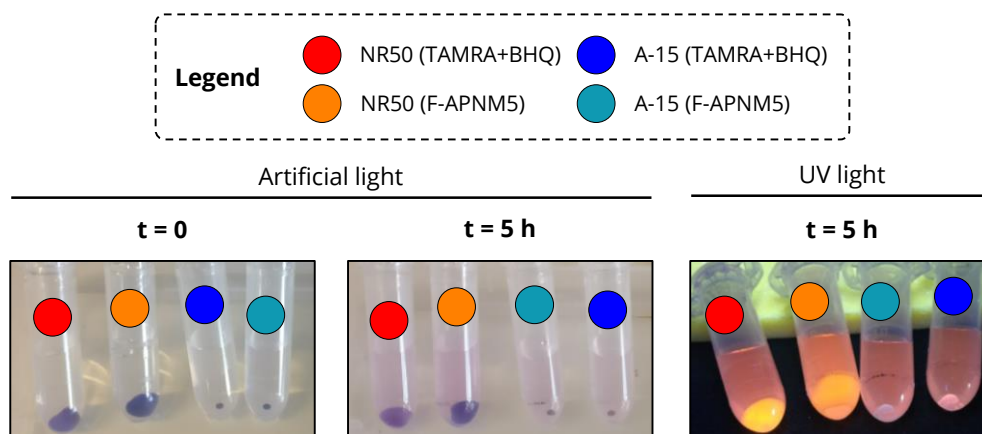 Legend
NR50 (TAMRA+BHQ) A-15 (TAMRA+BHQ)
NR50 (F-APNM5) A-15 (F-APNM5)
Artificial light UV light
t = 0 t = 5 h t = 5 h